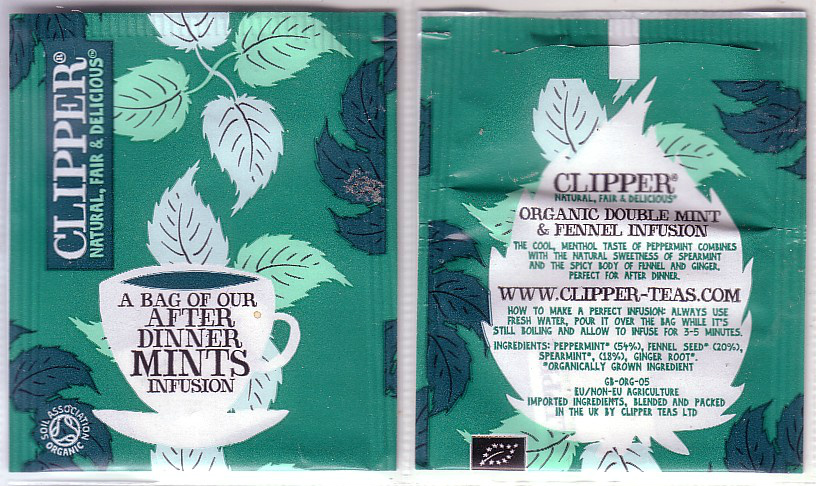 CLIPPER®
NATURAL, FAIR & DELICIOUS™
A BAG OF OUR
AFTER
DINNER
MINTS
INFUSION
SOIL ASSOCIATION
ORGANIC
CLIPPER®
NATURAL, FAIR & DELICIOUS™
ORGANIC DOUBLE MINT
& FENNEL INFUSION
THE COOL, MENTHOL TASTE OF PEPPERMINT COMBINES
WITH THE NATURAL SWEETNESS OF SPEARMINT
AND THE SPICY BODY OF FENNEL AND GINGER.
PERFECT FOR AFTER DINNER.
WWW.CLIPPER-TEAS.COM
HOW TO MAKE A PERFECT INFUSION: ALWAYS USE
FRESH WATER, POUR IT OVER THE BAG WHILE IT'S
STILL BOILING AND ALLOW TO INFUSE FOR 3-5 MINUTES.
INGREDIENTS: PEPPERMINT* (54%), FENNEL SEED* (20%),
SPEARMINT*, (18%), GINGER ROOT*.
*ORGANICALLY GROWN INGREDIENT
GB-ORG-05
EU/NON-EU AGRICULTURE
IMPORTED INGREDIENTS, BLENDED AND PACKED
IN THE UK BY CLIPPER TEAS LTD